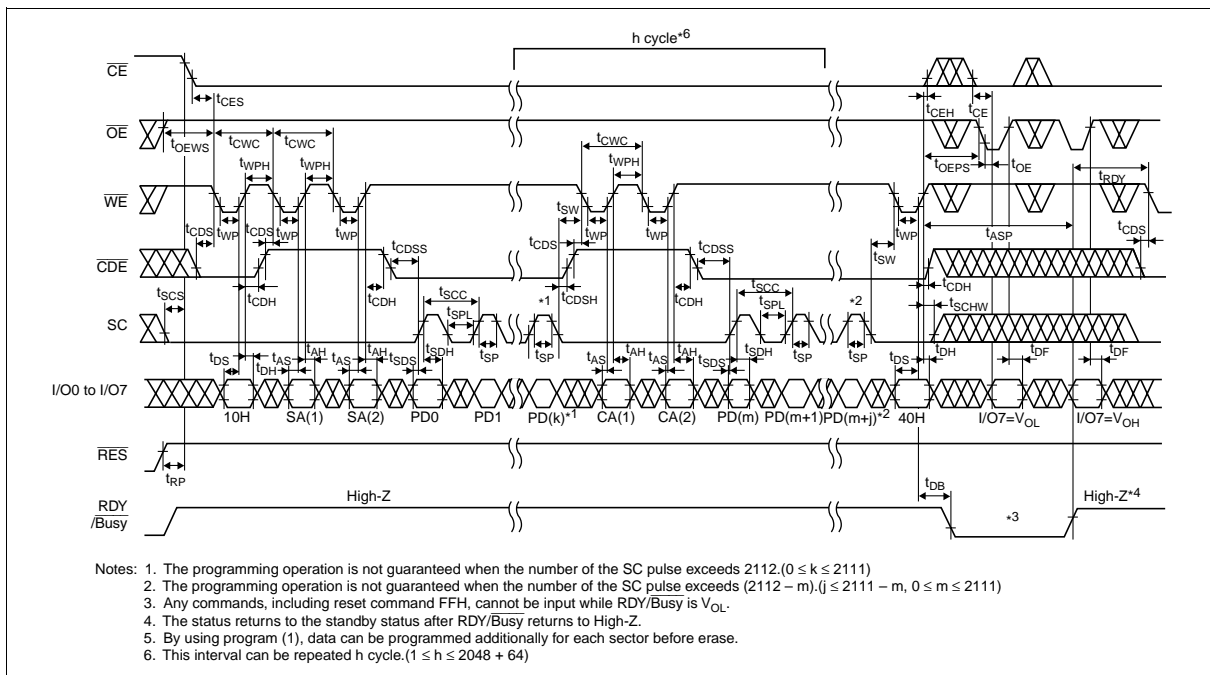 h cycle*6
CE
tCES
tCEH
tCE
OE
tOEWS
tCWC
tCWC
tCWC
tOEPS
tOE
tWPH
tWPH
tWPH
tRDY
WE
tCDS
tWP
tCDS
tWP
tWP
tSW
tCDS
tWP
tWP
tSW
tWP
tASP
tCDS
CDE
tCDSS
tCDSS
tCDH
tCDH
tCDSH
tCDH
tCDH
tSCS
tSCC
*1
tSCC
*2
tSCHW
SC
tSPL
tSPL
tSP
tSP
tSP
tSP
tDS
tDH
tAS
tAH
tAS
tAH
tSDS
tSDH
tAS
tAH
tAS
tAH
tSDS
tSDH
tDS
tDH
tDF
tDF
I/O0 to I/O7
10H SA(1) SA(2) PD0 PD1 PD(k)*1 CA(1) CA(2) PD(m) PD(m+1) PD(m+j)*2 40H I/O7=VOL I/O7=VOH
RES
tRP
tDB
High-Z
High-Z*4
RDY
/Busy
*3
Notes: 1. The programming operation is not guaranteed when the number of the SC pulse exceeds 2112.(0 ≤ k ≤ 2111)
2. The programming operation is not guaranteed when the number of the SC pulse exceeds (2112 – m).(j ≤ 2111 – m, 0 ≤ m ≤ 2111)
3. Any commands, including reset command FFH, cannot be input while RDY/Busy is VOL.
4. The status returns to the standby status after RDY/Busy returns to High-Z.
5. By using program (1), data can be programmed additionally for each sector before erase.
6. This interval can be repeated h cycle.(1 ≤ h ≤ 2048 + 64)